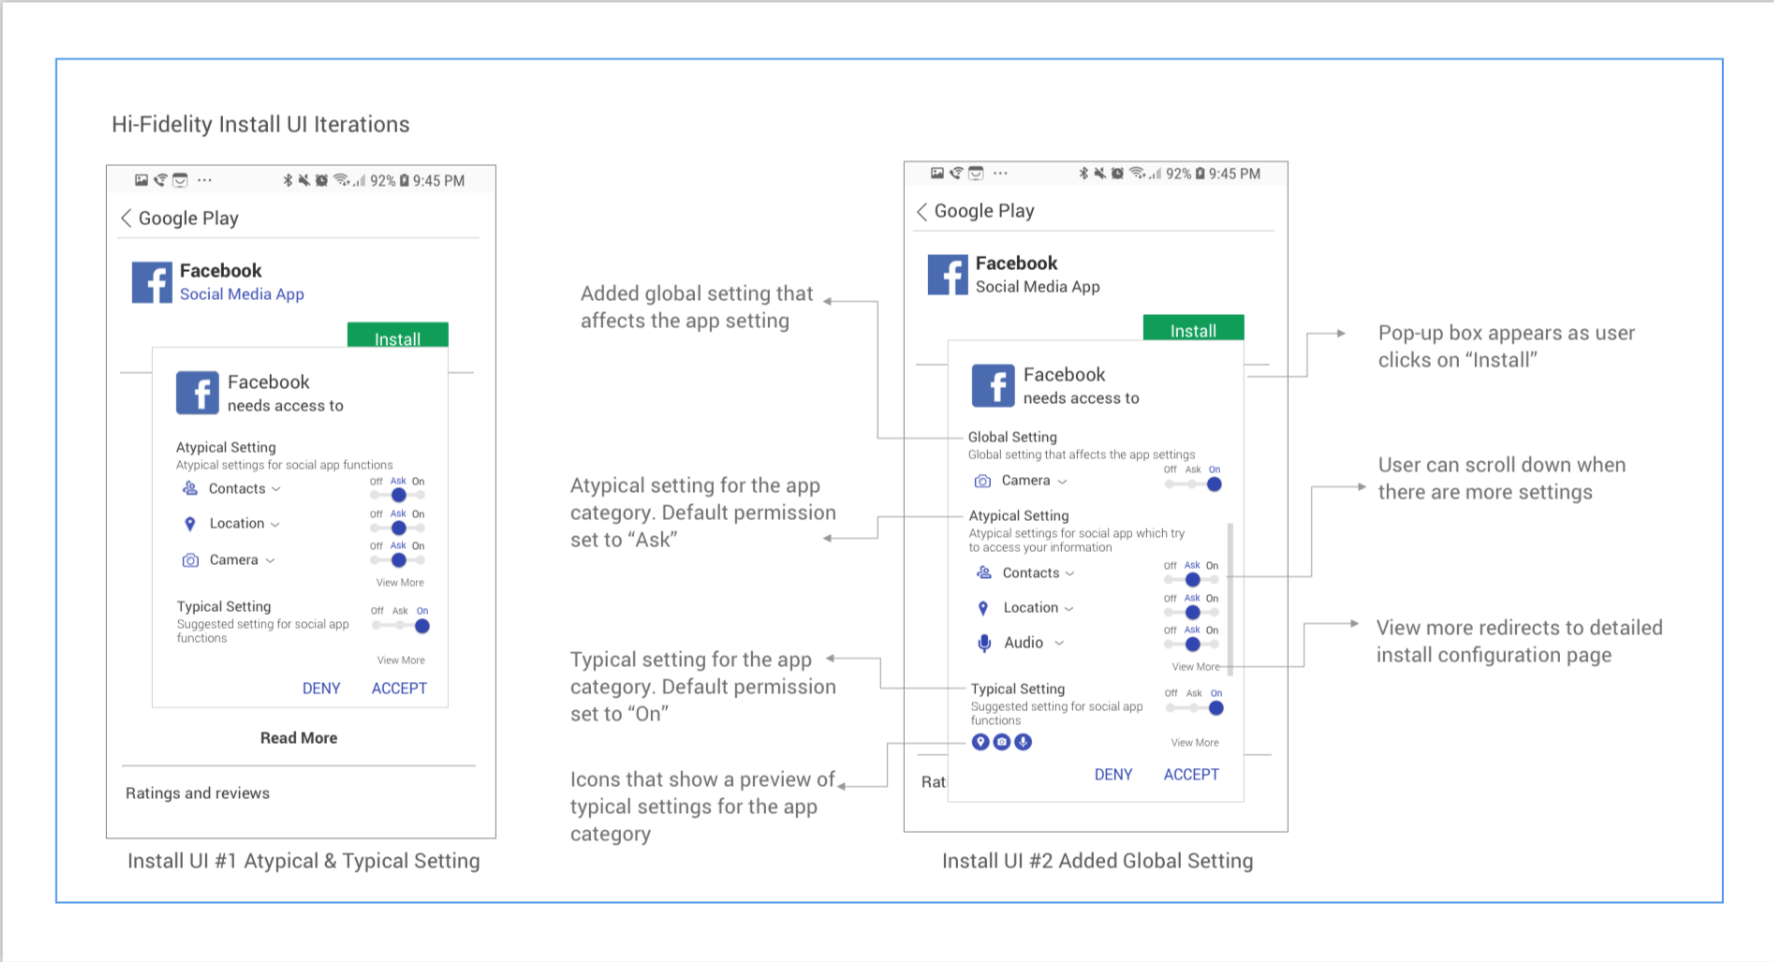 Hi-Fidelity Install UI Iterations
92% 9:45 PM
Google Play
Facebook
Social Media App
Install
Facebook
needs access to
Atypical Setting
Atypical settings for social app functions
Contacts
Off Ask On
Location
Off Ask On
Camera
Off Ask On
View More
Typical Setting
Suggested setting for social app
functions
Off Ask On
View More
DENY ACCEPT
Read More
Ratings and reviews
Install UI #1 Atypical & Typical Setting
Added global setting that
affects the app setting
Atypical setting for the app
category. Default permission
set to “Ask”
Typical setting for the app
category. Default permission
set to “On”
Icons that show a preview of
typical settings for the app
category
92% 9:45 PM
Google Play
Facebook
Social Media App
Install
Facebook
needs access to
Global Setting
Global setting that affects the app settings
Camera
Off Ask On
Atypical Setting
Atypical settings for social app which try
to access your information
Contacts
Off Ask On
Location
Off Ask On
Audio
Off Ask On
View More
Typical Setting
Suggested setting for social app
functions
Off Ask On
View More
DENY ACCEPT
Rat
Install UI #2 Added Global Setting
Pop-up box appears as user
clicks on “Install”
User can scroll down when
there are more settings
View more redirects to detailed
install configuration page